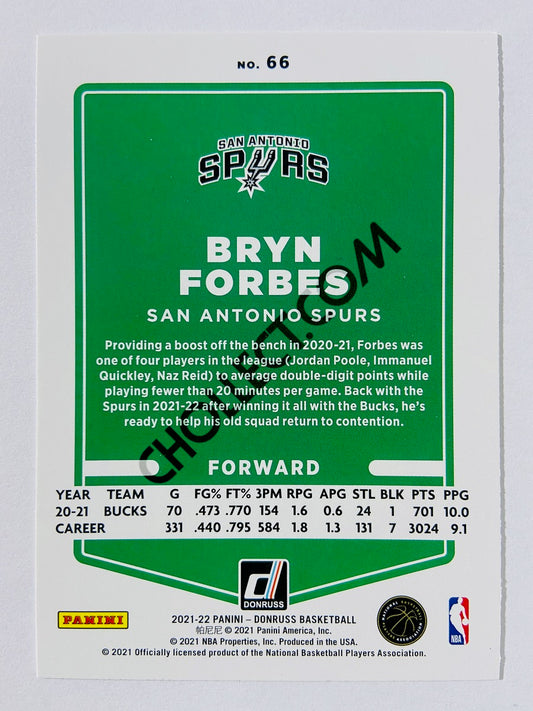 NO. 66
SAN ANTONIO
SPURS
BRYN
FORBES
SAN ANTONIO SPURS
Providing a boost off the bench in 2020-21, Forbes was
one of four players in the league (Jordan Poole, Immanuel
Quickley, Naz Reid) to average double-digit points while
playing fewer than 20 minutes per game. Back with the
Spurs in 2021-22 after winning it all with the Bucks, he's
ready to help his old squad return to contention.
CHOLLECT.COM
FORWARD
YEAR TEAM G FG% FT% 3PM RPG APG STL BLK PTS PPG
20-21 BUCKS 70 .473 .770 154 1.6 0.6 24 1 701 10.0
CAREER 331 .440 .795 584 1.8 1.3 131 7 3024 9.1
DONRUSS
PANINI
2021-22 PANINI – DONRUSS BASKETBALL
帕尼尼 © 2021 Panini America, Inc.
© 2021 NBA Properties, Inc. Produced in the USA.
© 2021 Officially licensed product of the National Basketball Players Association.
NATIONAL BASKETBALL PLAYERS ASSOCIATION
NBA